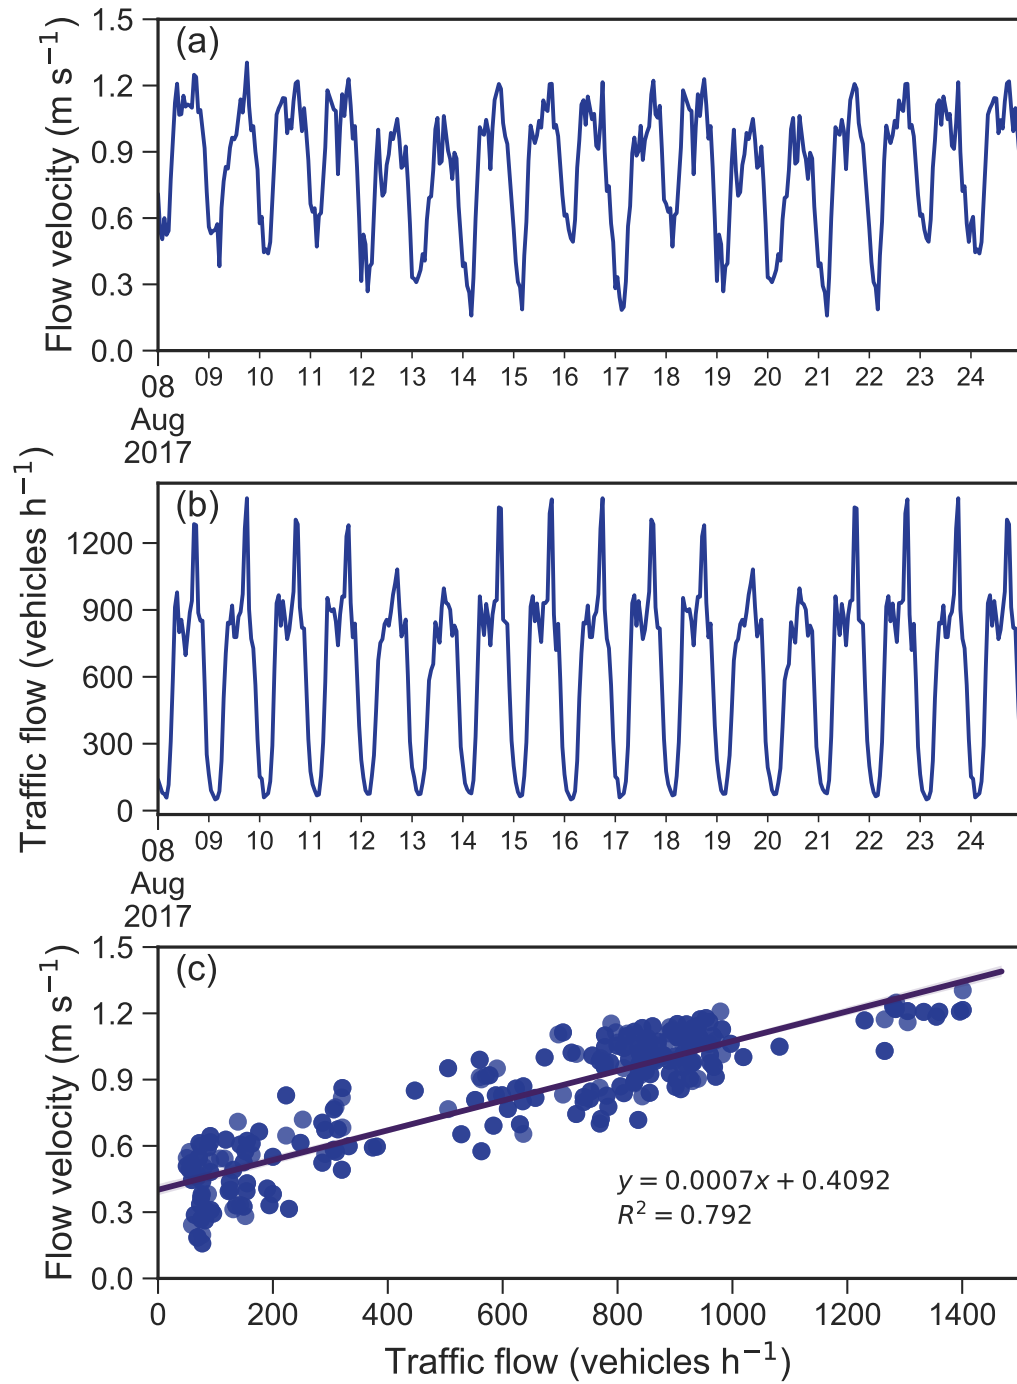 (a)
Flow velocity (m s⁻¹)
1.5
1.2
0.9
0.6
0.3
0.0
08 09 10 11 12 13 14 15 16 17 18 19 20 21 22 23 24
Aug
2017
(b)
Traffic flow (vehicles h⁻¹)
1200
900
600
300
0
08 09 10 11 12 13 14 15 16 17 18 19 20 21 22 23 24
Aug
2017
(c)
Flow velocity (m s⁻¹)
1.5
1.2
0.9
0.6
0.3
0.0
y = 0.0007x + 0.4092
R² = 0.792
0 200 400 600 800 1000 1200 1400
Traffic flow (vehicles h⁻¹)